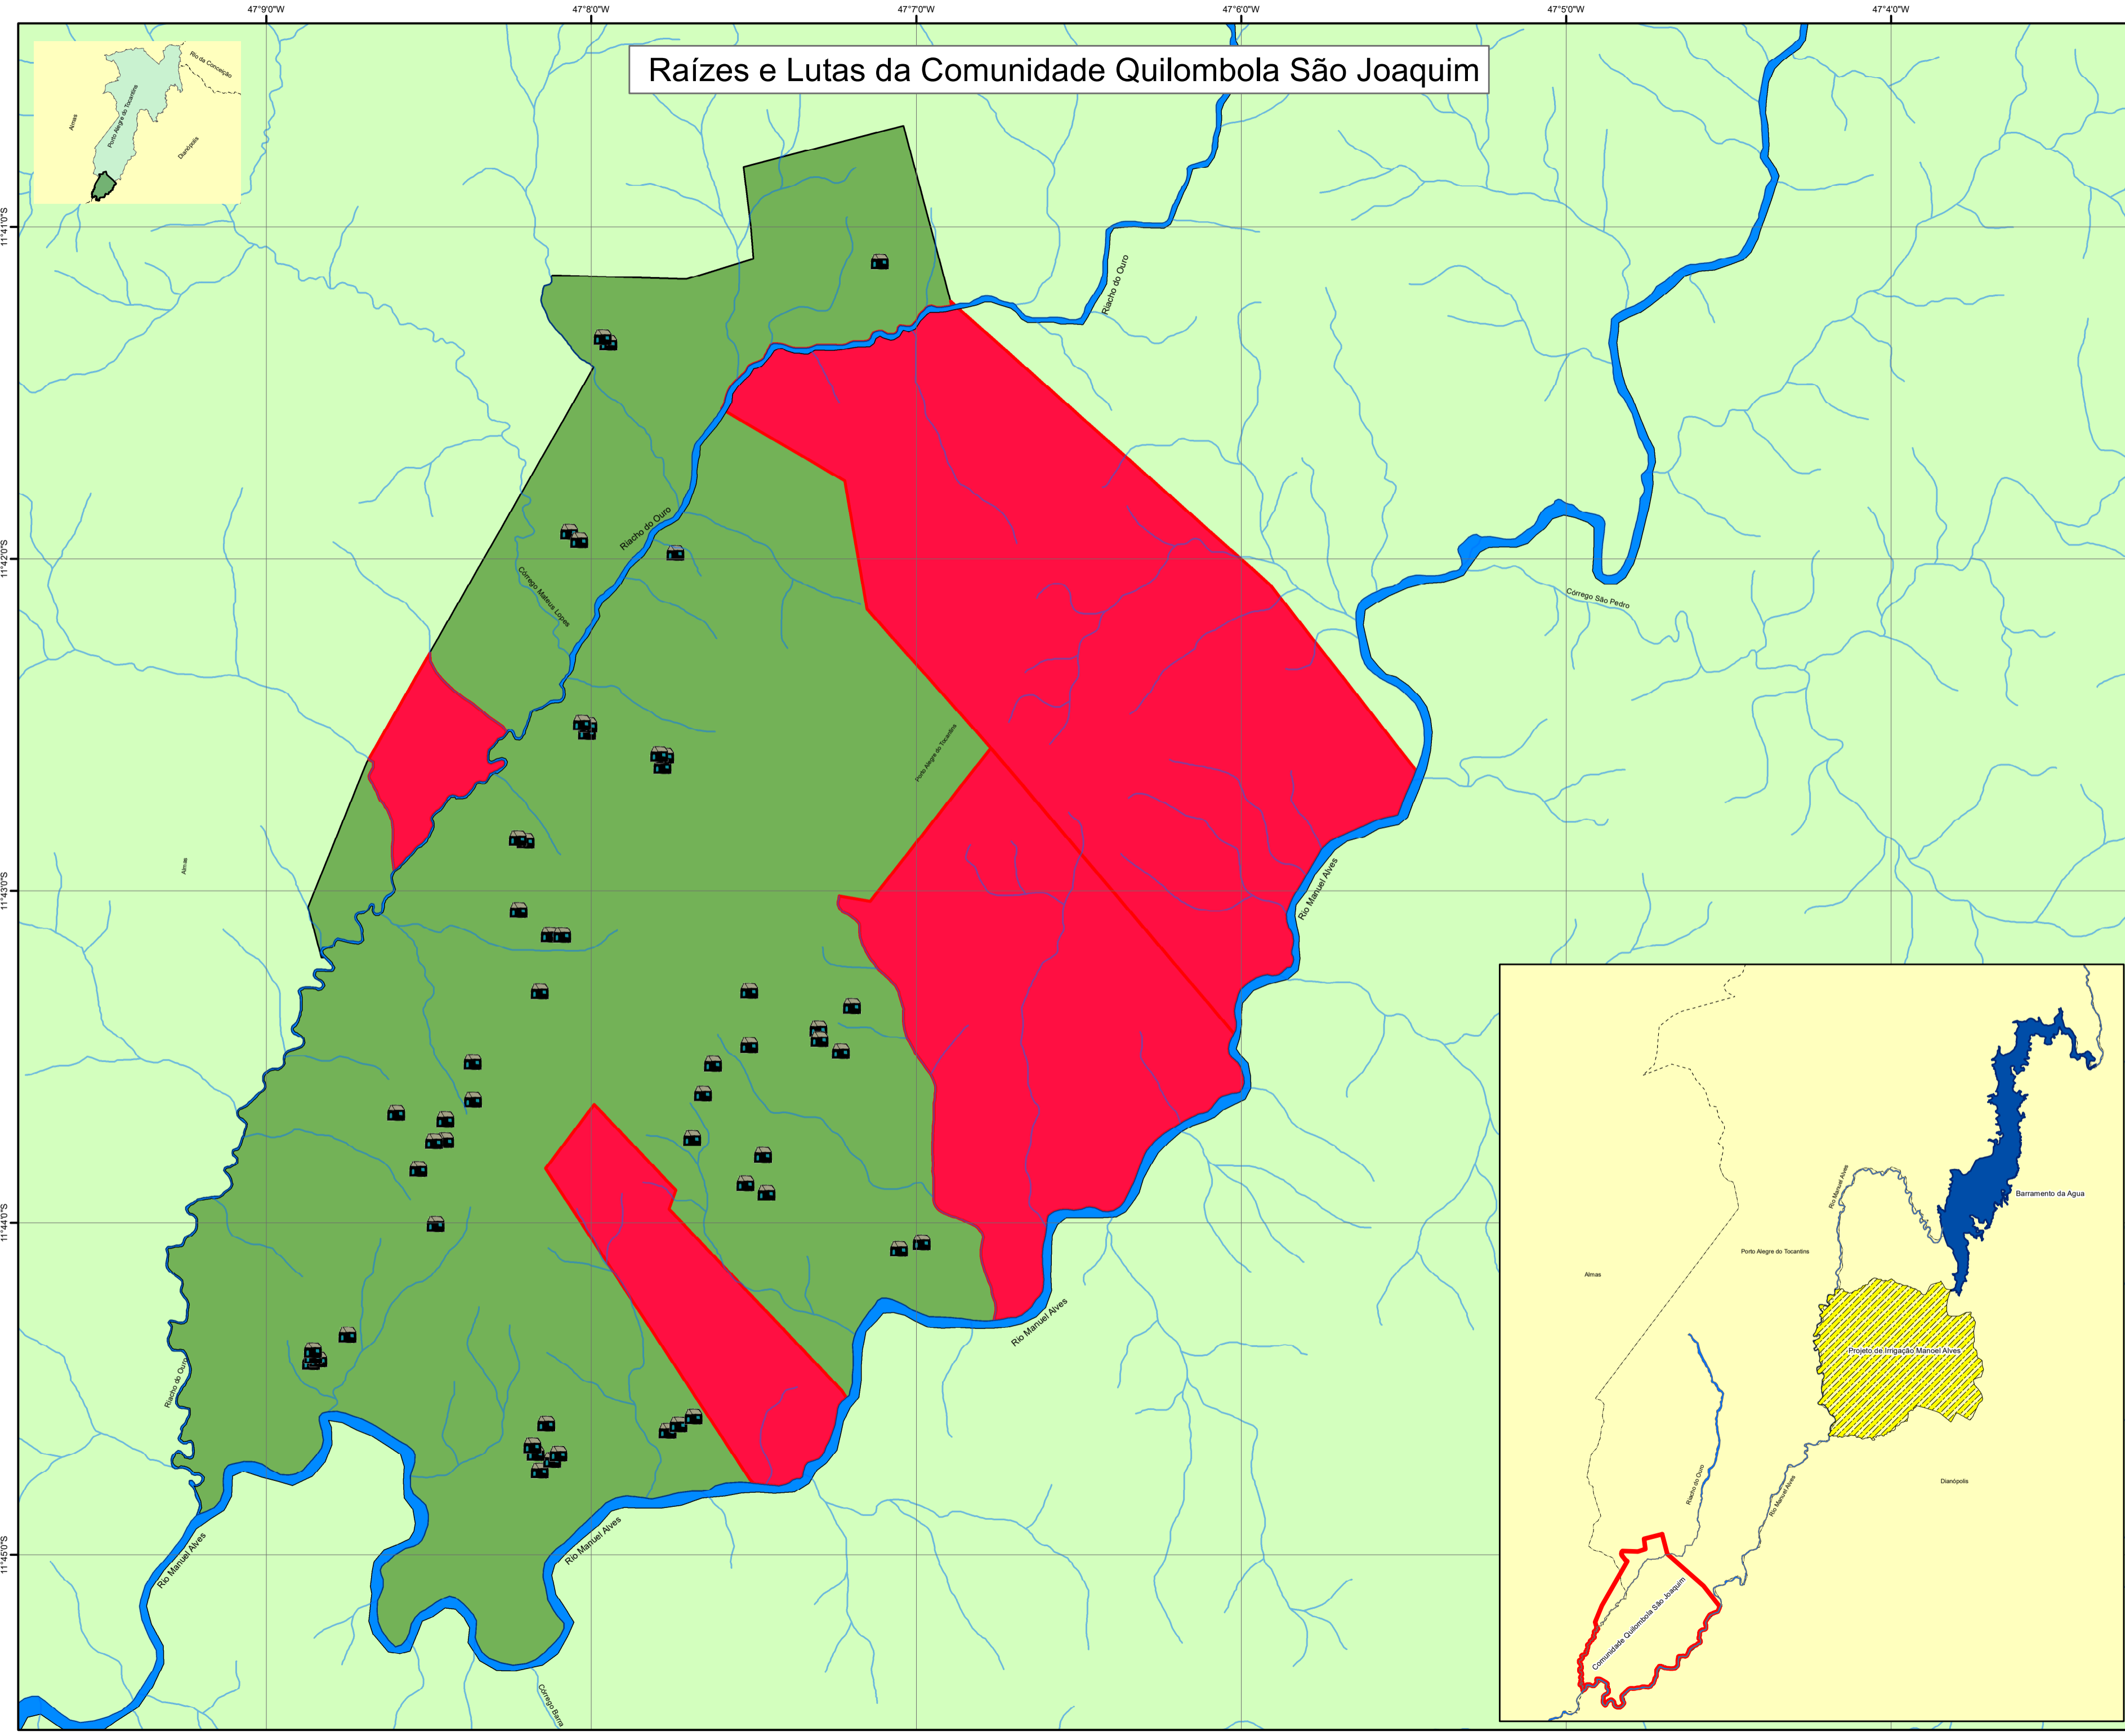 47°9'0"W
47°8'0"W
47°7'0"W
47°6'0"W
47°5'0"W
47°4'0"W
Raízes e Lutas da Comunidade Quilombola São Joaquim
Rio da Conceição
Almas
Porto Alegre do Tocantins
Dianópolis
11°41'0"S
Riacho do Ouro
Riacho do Ouro
11°42'0"S
Córrego Mateus Lopes
Córrego São Pedro
Porto Alegre do Tocantins
Almas
11°43'0"S
Rio Manuel Alves
11°44'0"S
Rio Manuel Alves
Riacho do Ouro
Rio Manuel Alves
Rio Manuel Alves
11°45'0"S
Córrego Barra
Rio Manuel Alves
Barramento da Agua
Porto Alegre do Tocantins
Almas
Projeto de Irrigação Manoel Alves
Riacho do Ouro
Rio Manuel Alves
Dianópolis
Comunidade Quilombola São Joaquim